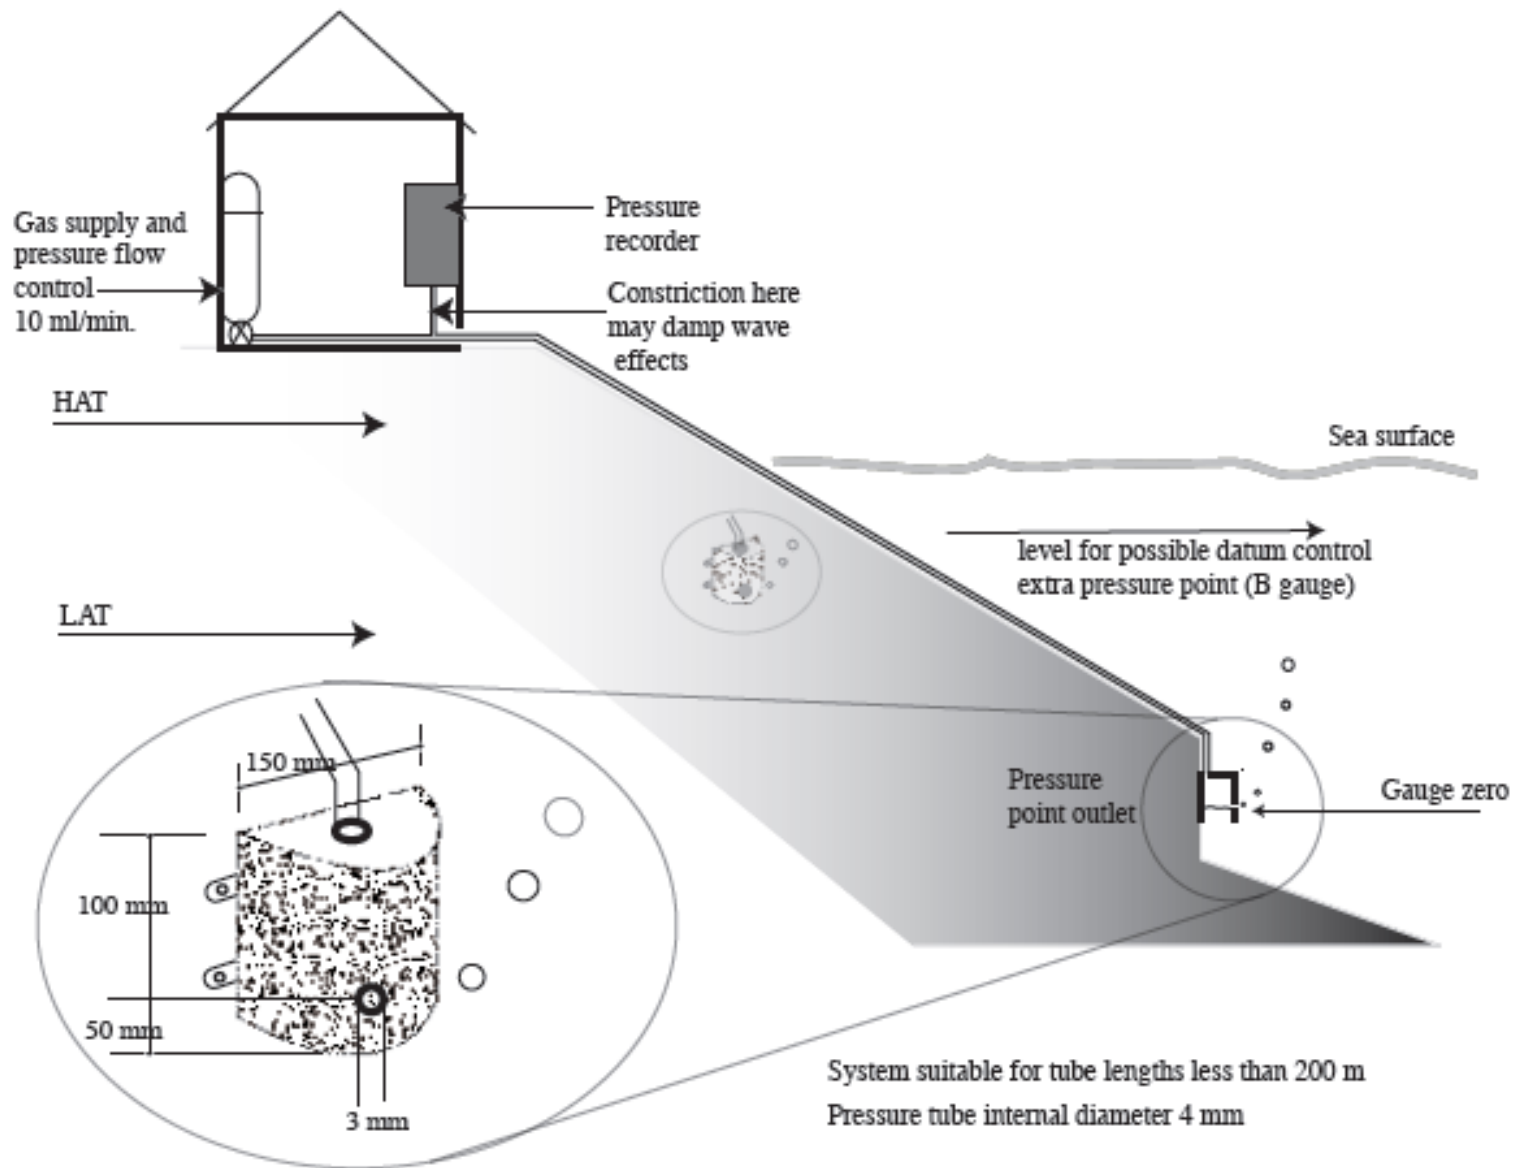 Gas supply and
pressure flow
control
10 ml/min.
Pressure
recorder
Constriction here
may damp wave
effects
HAT
Sea surface
level for possible datum control
extra pressure point (B gauge)
LAT
150 mm
Pressure
point outlet
Gauge zero
100 mm
50 mm
3 mm
System suitable for tube lengths less than 200 m
Pressure tube internal diameter 4 mm